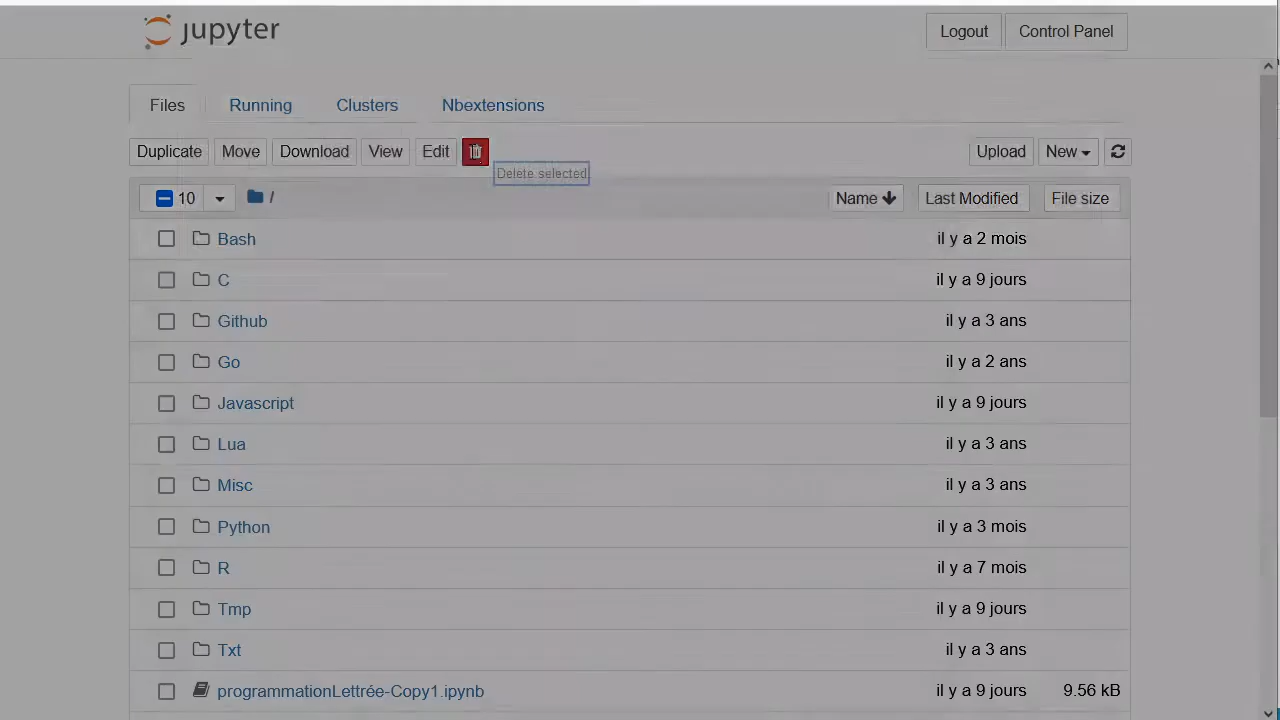 jupyter
Logout Control Panel
Files Running Clusters Nbextensions
Duplicate Move Download View Edit Upload New
Delete selected
10 / Name Last Modified File size
Bash il y a 2 mois
C il y a 9 jours
Github il y a 3 ans
Go il y a 2 ans
Javascript il y a 9 jours
Lua il y a 3 ans
Misc il y a 3 ans
Python il y a 3 mois
R il y a 7 mois
Tmp il y a 9 jours
Txt il y a 3 ans
programmationLettrée-Copy1.ipynb il y a 9 jours 9.56 kB